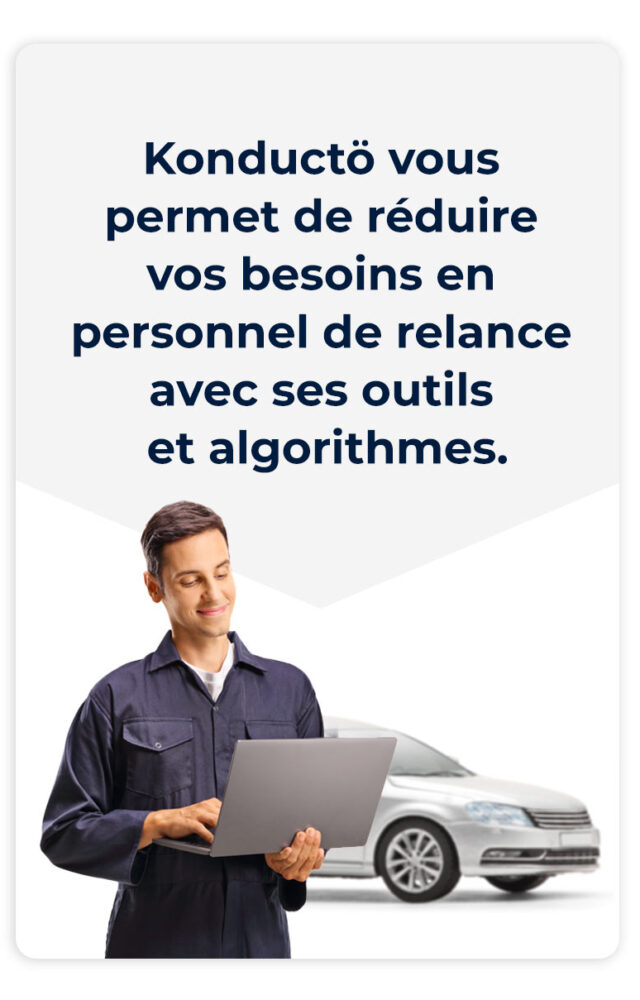 Konductö vous
permet de réduire
vos besoins en
personnel de relance
avec ses outils
et algorithmes.